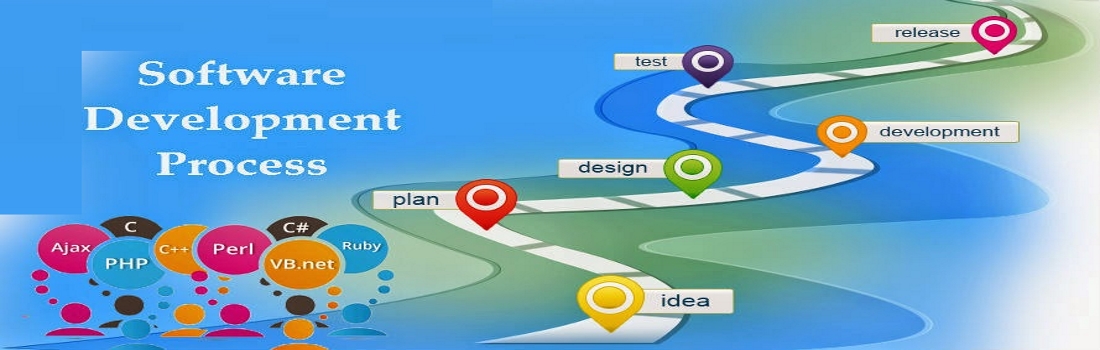 Software
Development
Process
release
test
development
design
plan
idea
C
C#
Ajax
PHP
C++
Perl
VB.net
Ruby